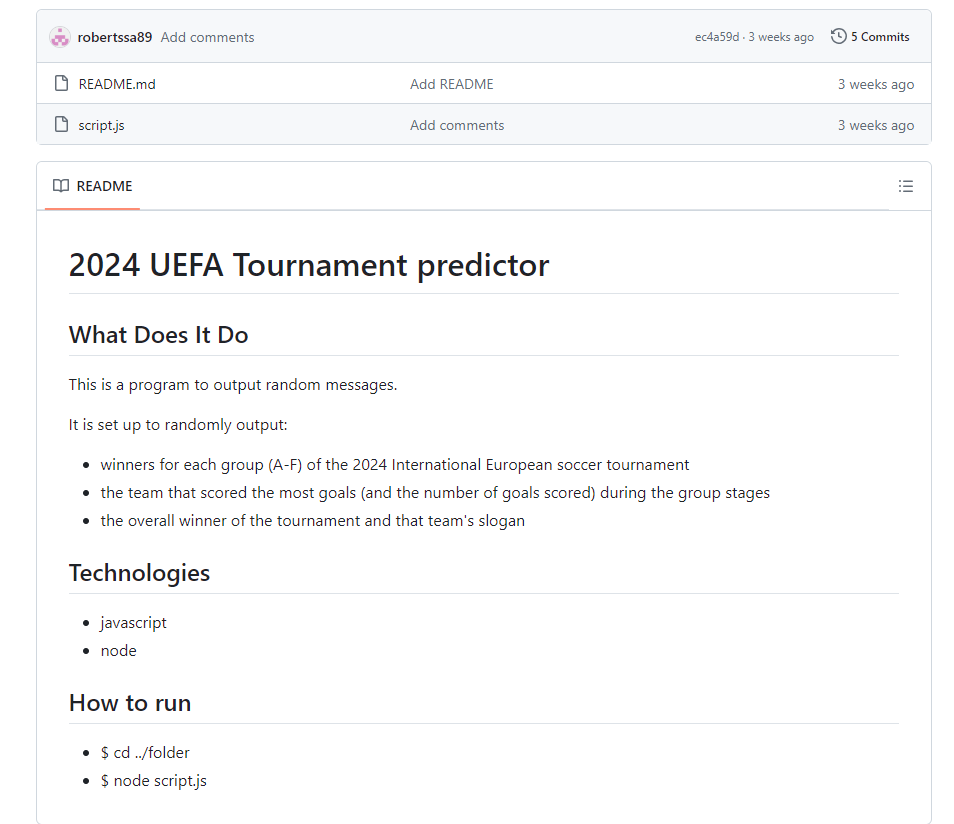 robertssa89 Add comments ec4a59d · 3 weeks ago 5 Commits
README.md Add README 3 weeks ago
script.js Add comments 3 weeks ago
README
2024 UEFA Tournament predictor
What Does It Do
This is a program to output random messages.
It is set up to randomly output:
• winners for each group (A-F) of the 2024 International European soccer tournament
• the team that scored the most goals (and the number of goals scored) during the group stages
• the overall winner of the tournament and that team's slogan
Technologies
• javascript
• node
How to run
• $ cd ../folder
• $ node script.js